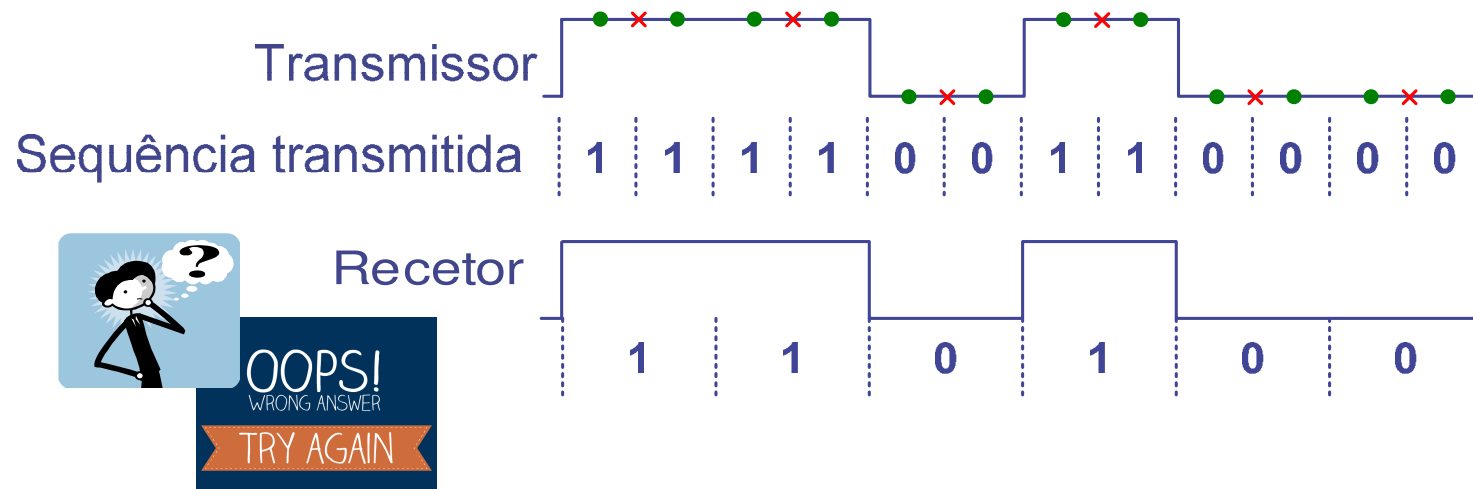 Transmissor
Sequência transmitida 1 1 1 1 0 0 1 1 0 0 0 0
?
Recetor
1 1 0 1 0 0
OOPS!
WRONG ANSWER
TRY AGAIN